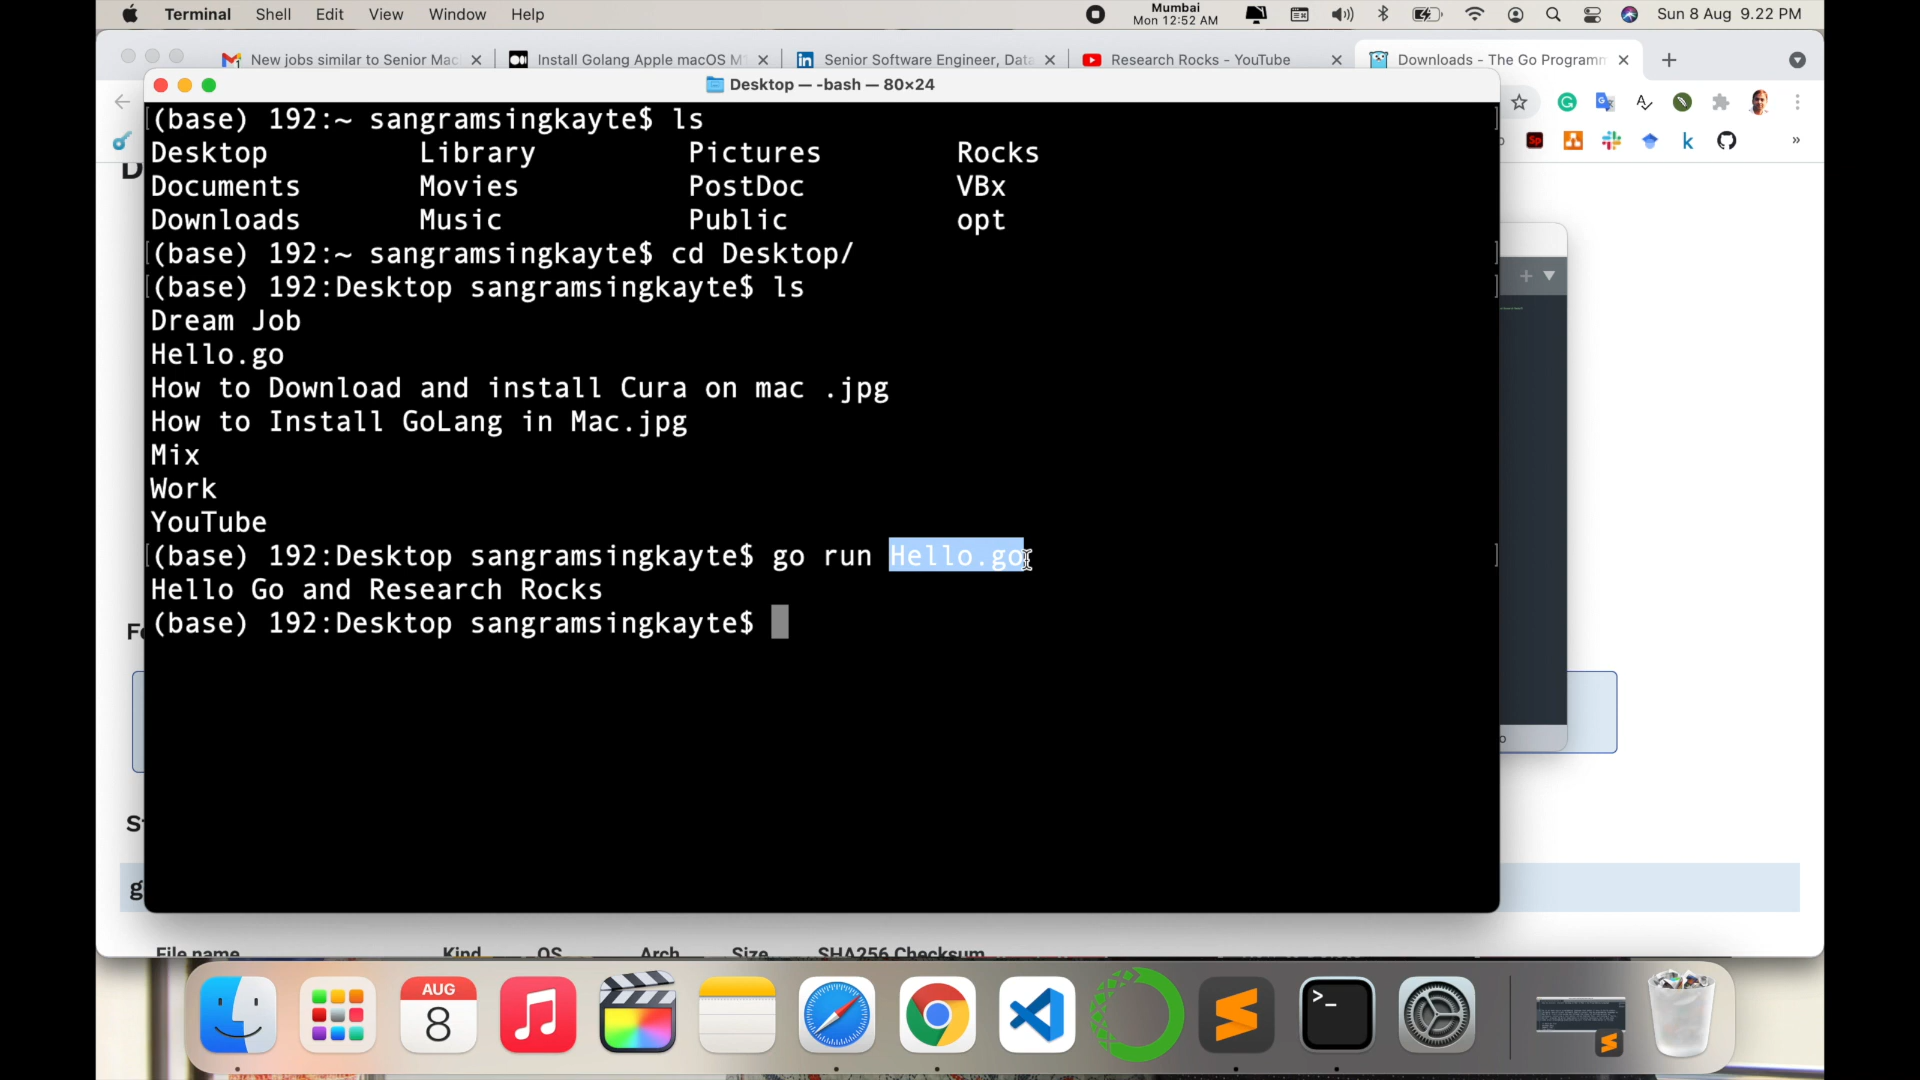 Terminal Shell Edit View Window Help
Mumbai
Mon 12:52 AM
Sun 8 Aug 9.22 PM
New jobs similar to Senior Mac
Install Golang Apple macOS M1
Senior Software Engineer, Data
Research Rocks - YouTube
Downloads - The Go Programm
Desktop — -bash — 80×24
(base) 192:~ sangramsingkayte$ ls
Desktop Library Pictures Rocks
Documents Movies PostDoc VBx
Downloads Music Public opt
(base) 192:~ sangramsingkayte$ cd Desktop/
(base) 192:Desktop sangramsingkayte$ ls
Dream Job
Hello.go
How to Download and install Cura on mac .jpg
How to Install GoLang in Mac.jpg
Mix
Work
YouTube
(base) 192:Desktop sangramsingkayte$ go run Hello.go
Hello Go and Research Rocks
(base) 192:Desktop sangramsingkayte$
File name Kind OS Arch Size SHA256 Checksum
AUG
8